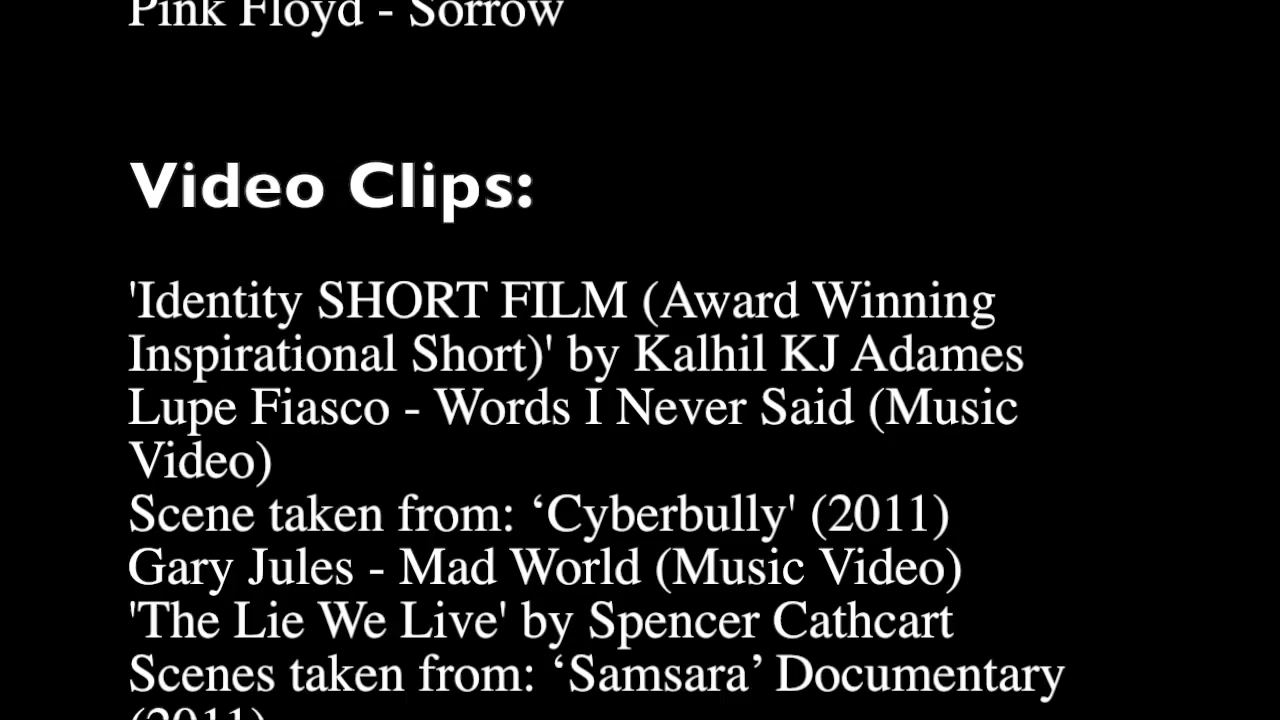 Pink Floyd - Sorrow
Video Clips:
'Identity SHORT FILM (Award Winning
Inspirational Short)' by Kalhil KJ Adames
Lupe Fiasco - Words I Never Said (Music
Video)
Scene taken from: ‘Cyberbully' (2011)
Gary Jules - Mad World (Music Video)
'The Lie We Live' by Spencer Cathcart
Scenes taken from: ‘Samsara’ Documentary
(2011)